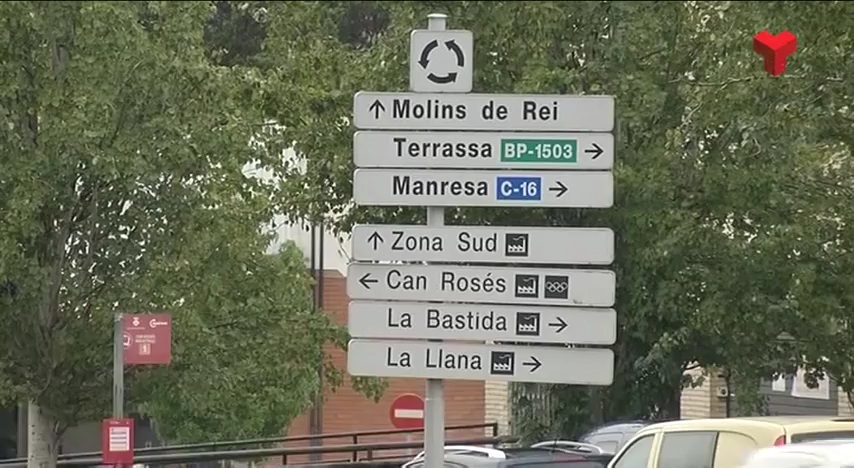 Molins de Rei
Terrassa BP-1503
Manresa C-16
Zona Sud
Can Rosés
La Bastida
La Llana